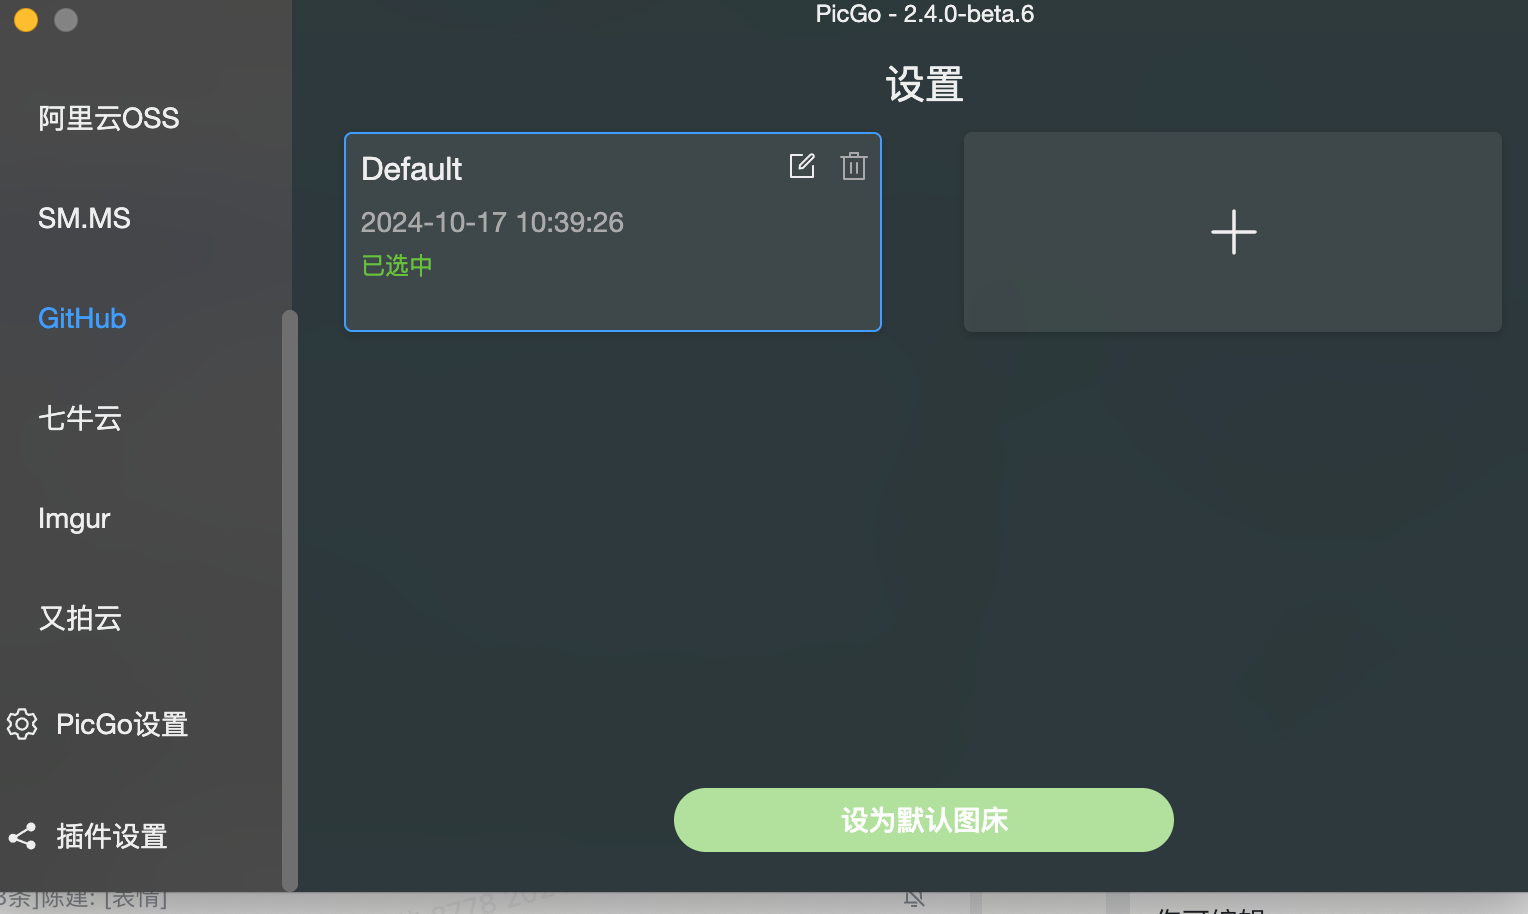 PicGo - 2.4.0-beta.6
设置
阿里云OSS
SM.MS
GitHub
七牛云
Imgur
又拍云
PicGo设置
插件设置
Default
2024-10-17 10:39:26
已选中
设为默认图床
条]陈建: [表情]